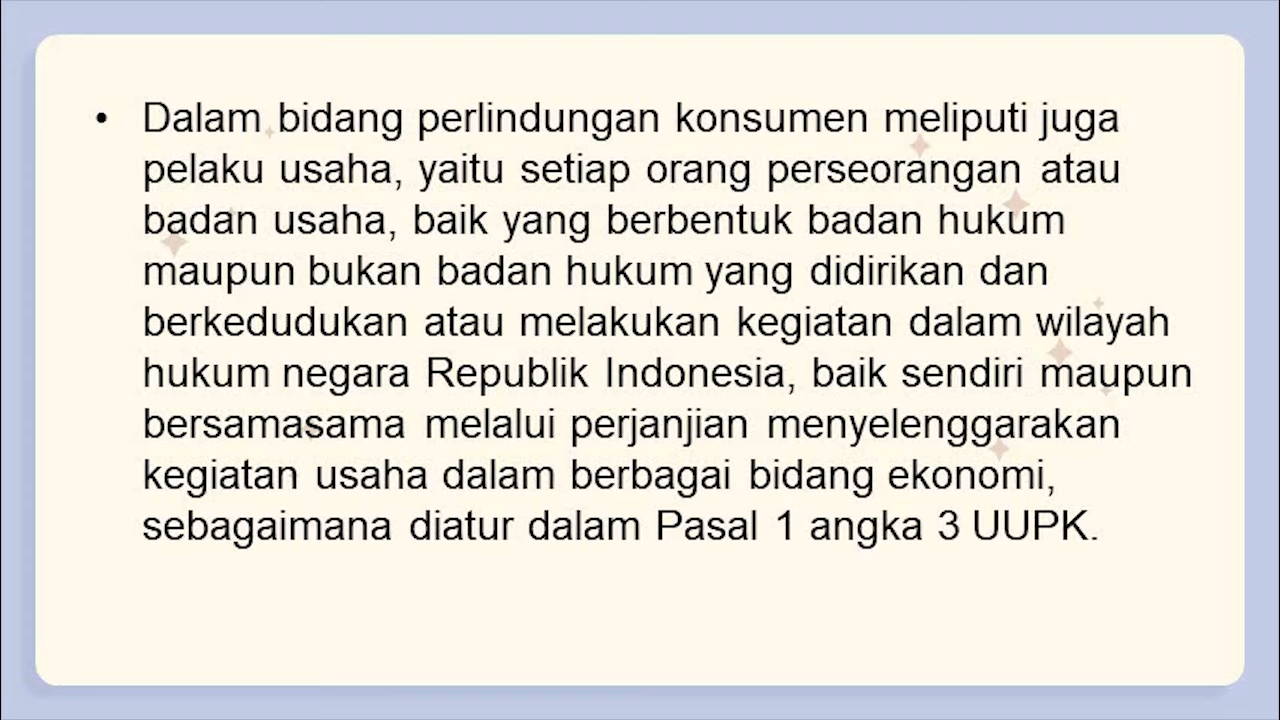 • Dalam bidang perlindungan konsumen meliputi juga
pelaku usaha, yaitu setiap orang perseorangan atau
badan usaha, baik yang berbentuk badan hukum
maupun bukan badan hukum yang didirikan dan
berkedudukan atau melakukan kegiatan dalam wilayah
hukum negara Republik Indonesia, baik sendiri maupun
bersamasama melalui perjanjian menyelenggarakan
kegiatan usaha dalam berbagai bidang ekonomi,
sebagaimana diatur dalam Pasal 1 angka 3 UUPK.